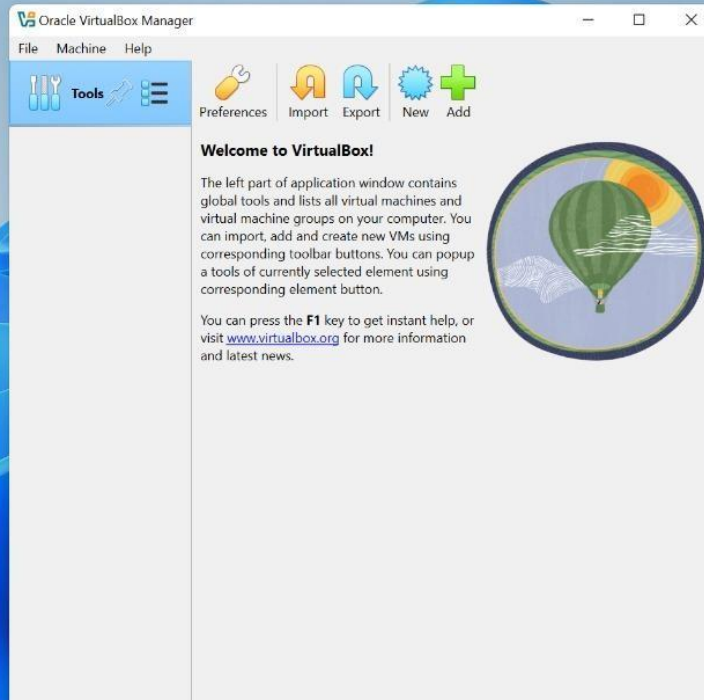 Oracle VirtualBox Manager
File Machine Help
Tools
Preferences Import Export New Add
Welcome to VirtualBox!
The left part of application window contains
global tools and lists all virtual machines and
virtual machine groups on your computer. You
can import, add and create new VMs using
corresponding toolbar buttons. You can popup
a tools of currently selected element using
corresponding element button.
You can press the F1 key to get instant help, or
visit www.virtualbox.org for more information
and latest news.